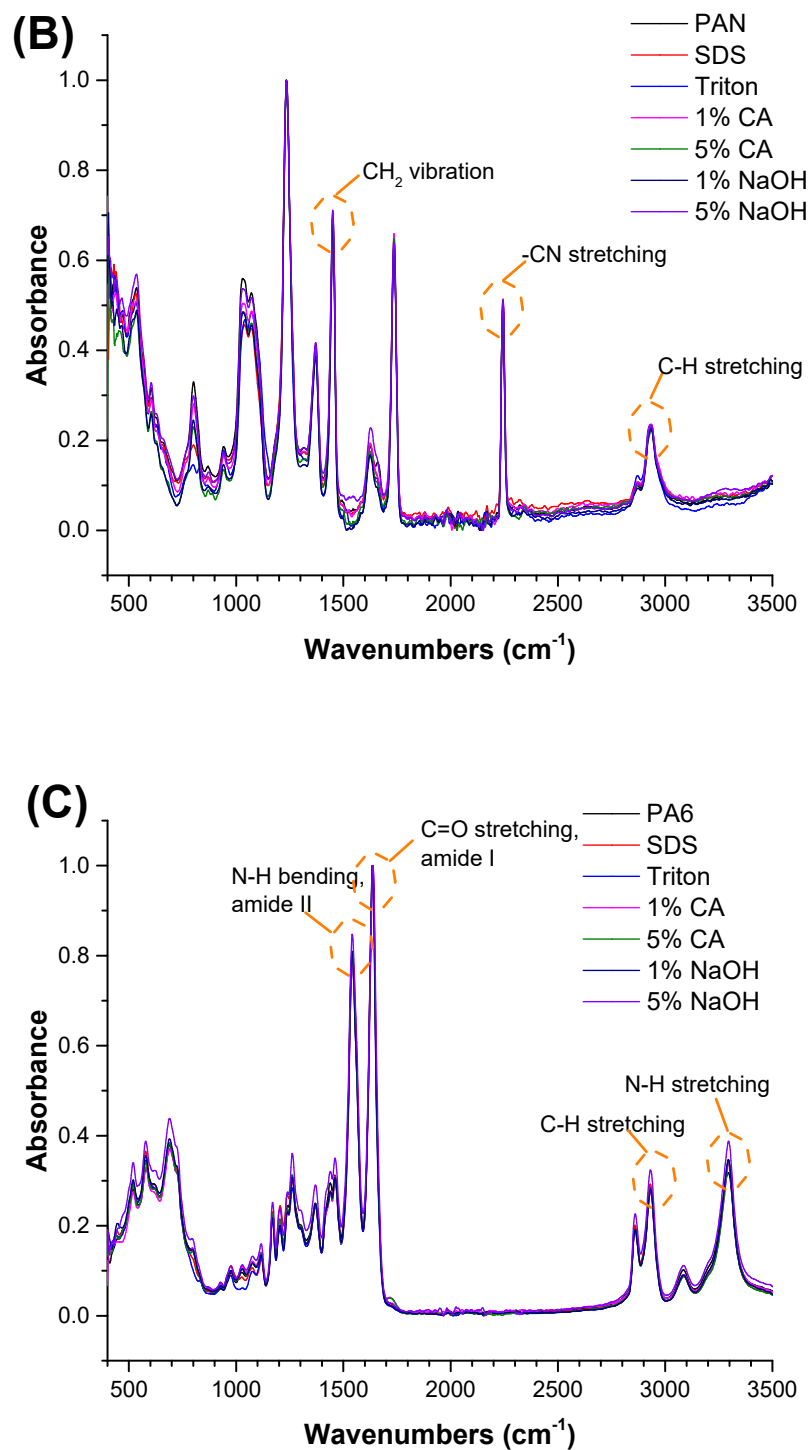 (B)
PAN
SDS
Triton
1% CA
5% CA
1% NaOH
5% NaOH
CH₂ vibration
-CN stretching
C-H stretching
1.0
0.8
0.6
0.4
0.2
0.0
Absorbance
500 1000 1500 2000 2500 3000 3500
Wavenumbers (cm⁻¹)
(C)
PA6
SDS
Triton
1% CA
5% CA
1% NaOH
5% NaOH
C=O stretching,
amide I
N-H bending,
amide II
N-H stretching
C-H stretching
1.0
0.8
0.6
0.4
0.2
0.0
Absorbance
500 1000 1500 2000 2500 3000 3500
Wavenumbers (cm⁻¹)